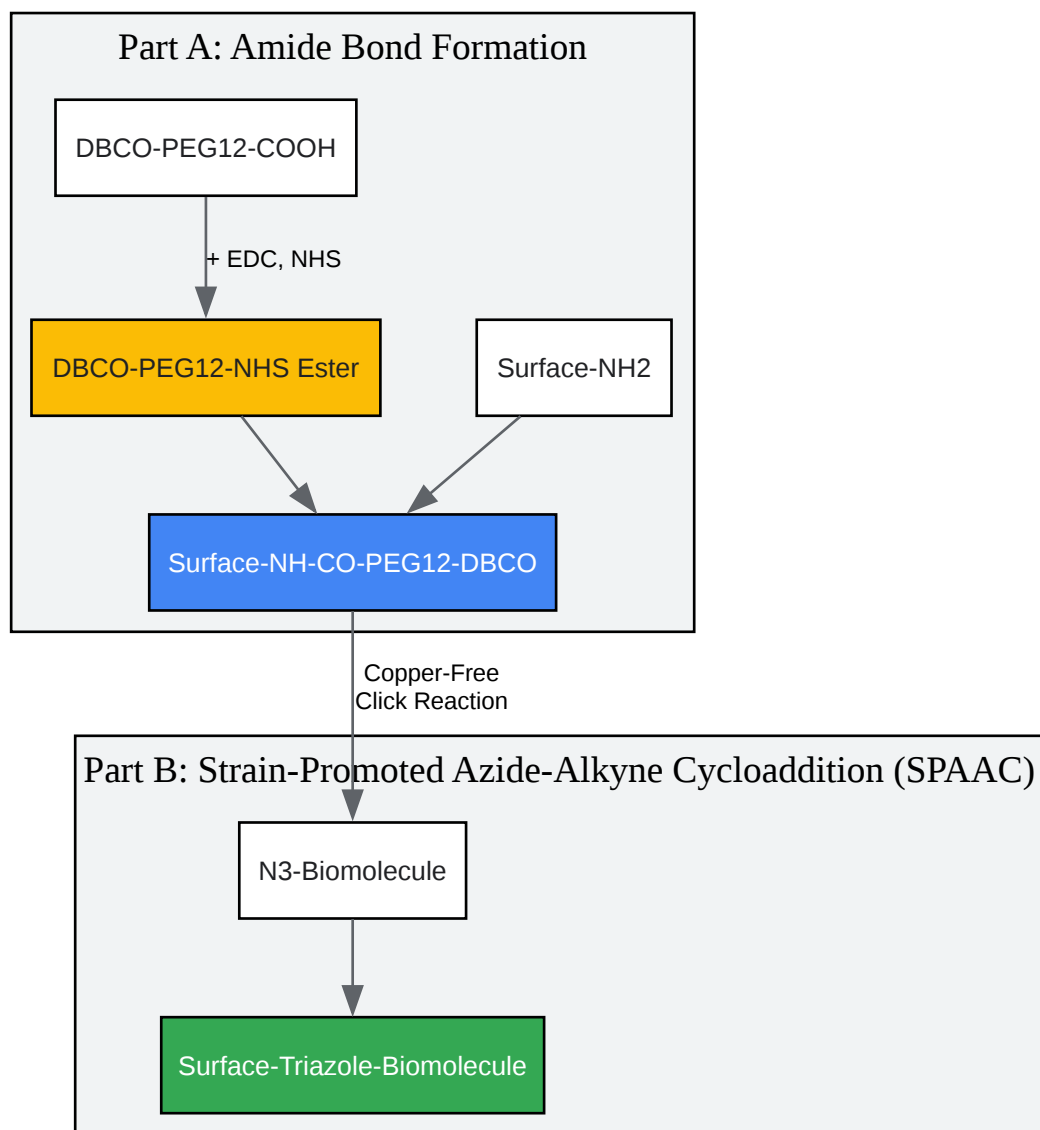 Part A: Amide Bond Formation
DBCO-PEG12-COOH
+ EDC, NHS
DBCO-PEG12-NHS Ester
Surface-NH2
Surface-NH-CO-PEG12-DBCO
Copper-Free
Click Reaction
Part B: Strain-Promoted Azide-Alkyne Cycloaddition (SPAAC)
N3-Biomolecule
Surface-Triazole-Biomolecule